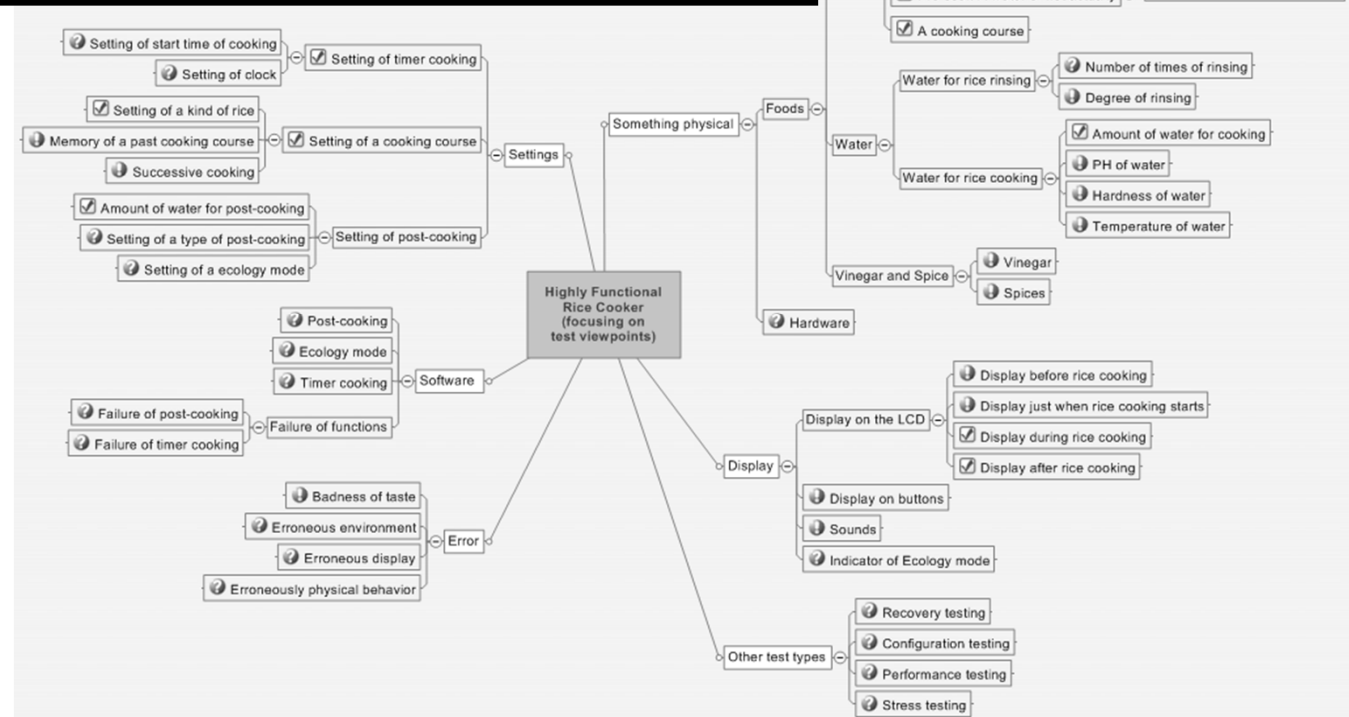 A cooking course
Setting of start time of cooking
Setting of clock
Setting of timer cooking
Setting of a kind of rice
Memory of a past cooking course
Successive cooking
Setting of a cooking course
Amount of water for post-cooking
Setting of a type of post-cooking
Setting of a ecology mode
Setting of post-cooking
Settings
Something physical
Foods
Water
Water for rice rinsing
Number of times of rinsing
Degree of rinsing
Water for rice cooking
Amount of water for cooking
PH of water
Hardness of water
Temperature of water
Vinegar and Spice
Vinegar
Spices
Hardware
Highly Functional
Rice Cooker
(focusing on
test viewpoints)
Post-cooking
Ecology mode
Timer cooking
Software
Failure of post-cooking
Failure of timer cooking
Failure of functions
Badness of taste
Erroneous environment
Erroneous display
Erroneously physical behavior
Error
Display
Display on the LCD
Display before rice cooking
Display just when rice cooking starts
Display during rice cooking
Display after rice cooking
Display on buttons
Sounds
Indicator of Ecology mode
Other test types
Recovery testing
Configuration testing
Performance testing
Stress testing